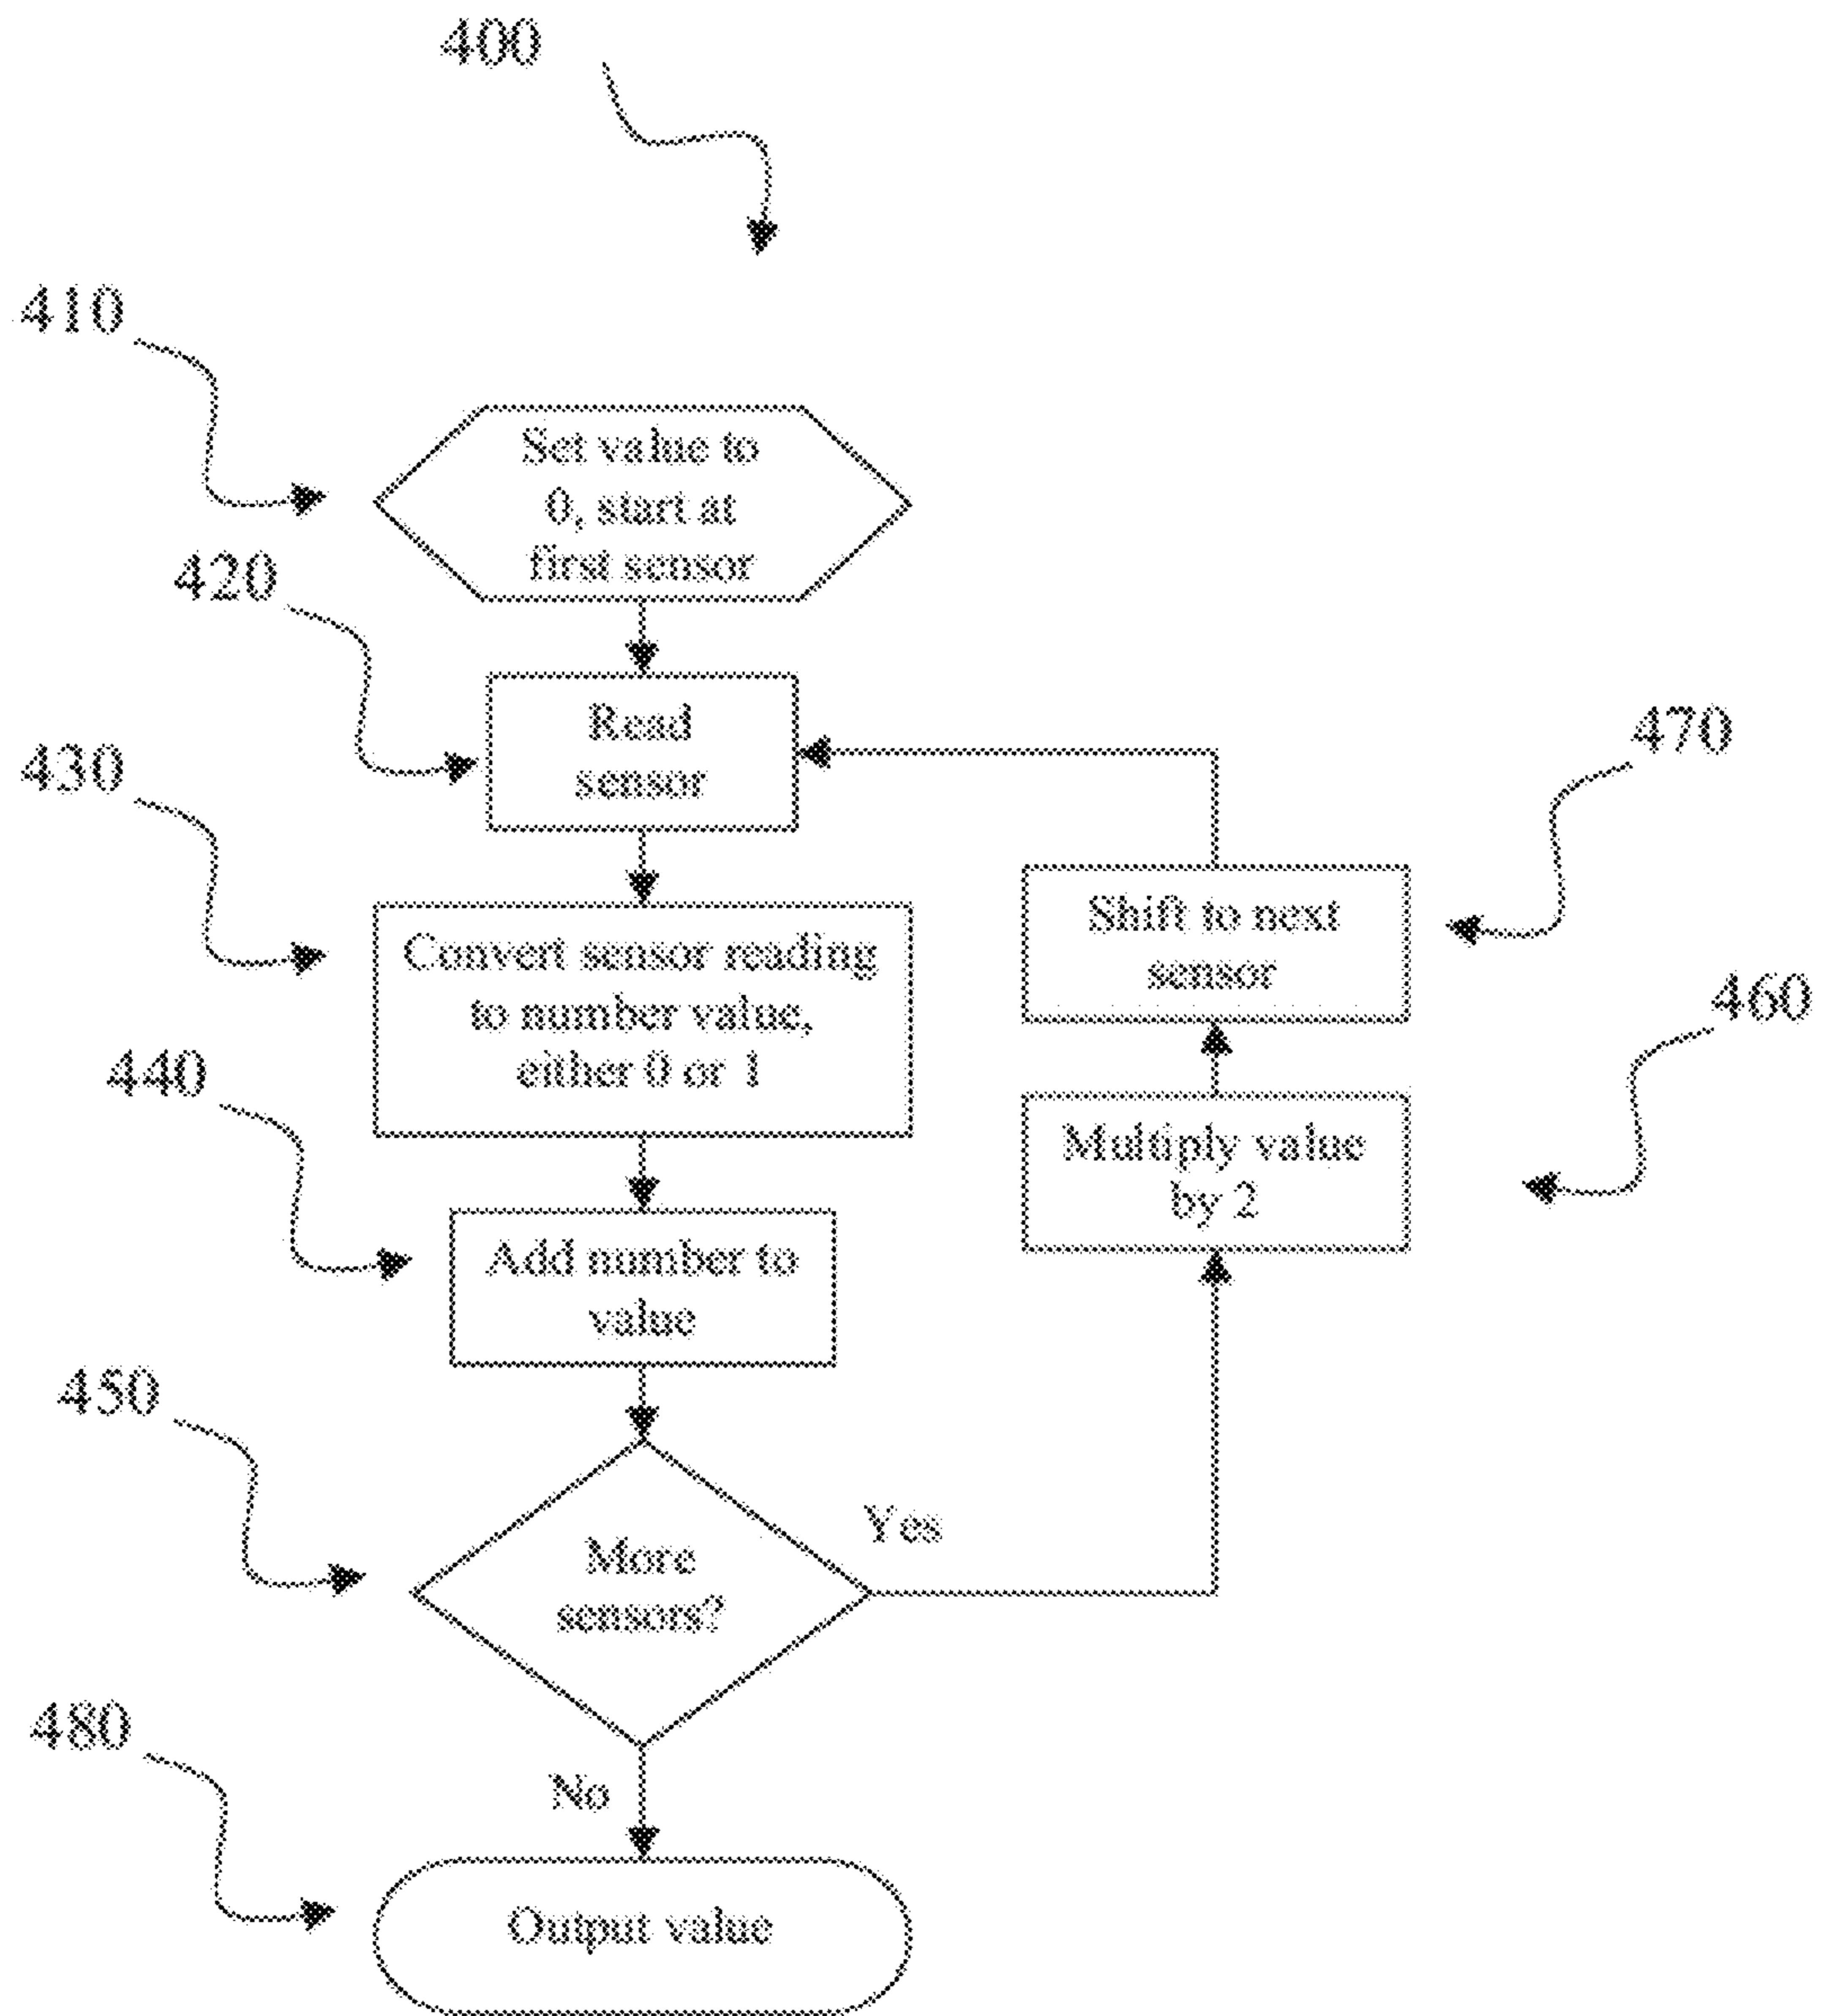 400
410
Set value to
0, start at
first sensor
420
Read
sensor
430
Convert sensor reading
to number value,
either 0 or 1
440
Add number to
value
450
More
sensors?
Yes
No
460
Multiply value
by 2
470
Shift to next
sensor
480
Output value